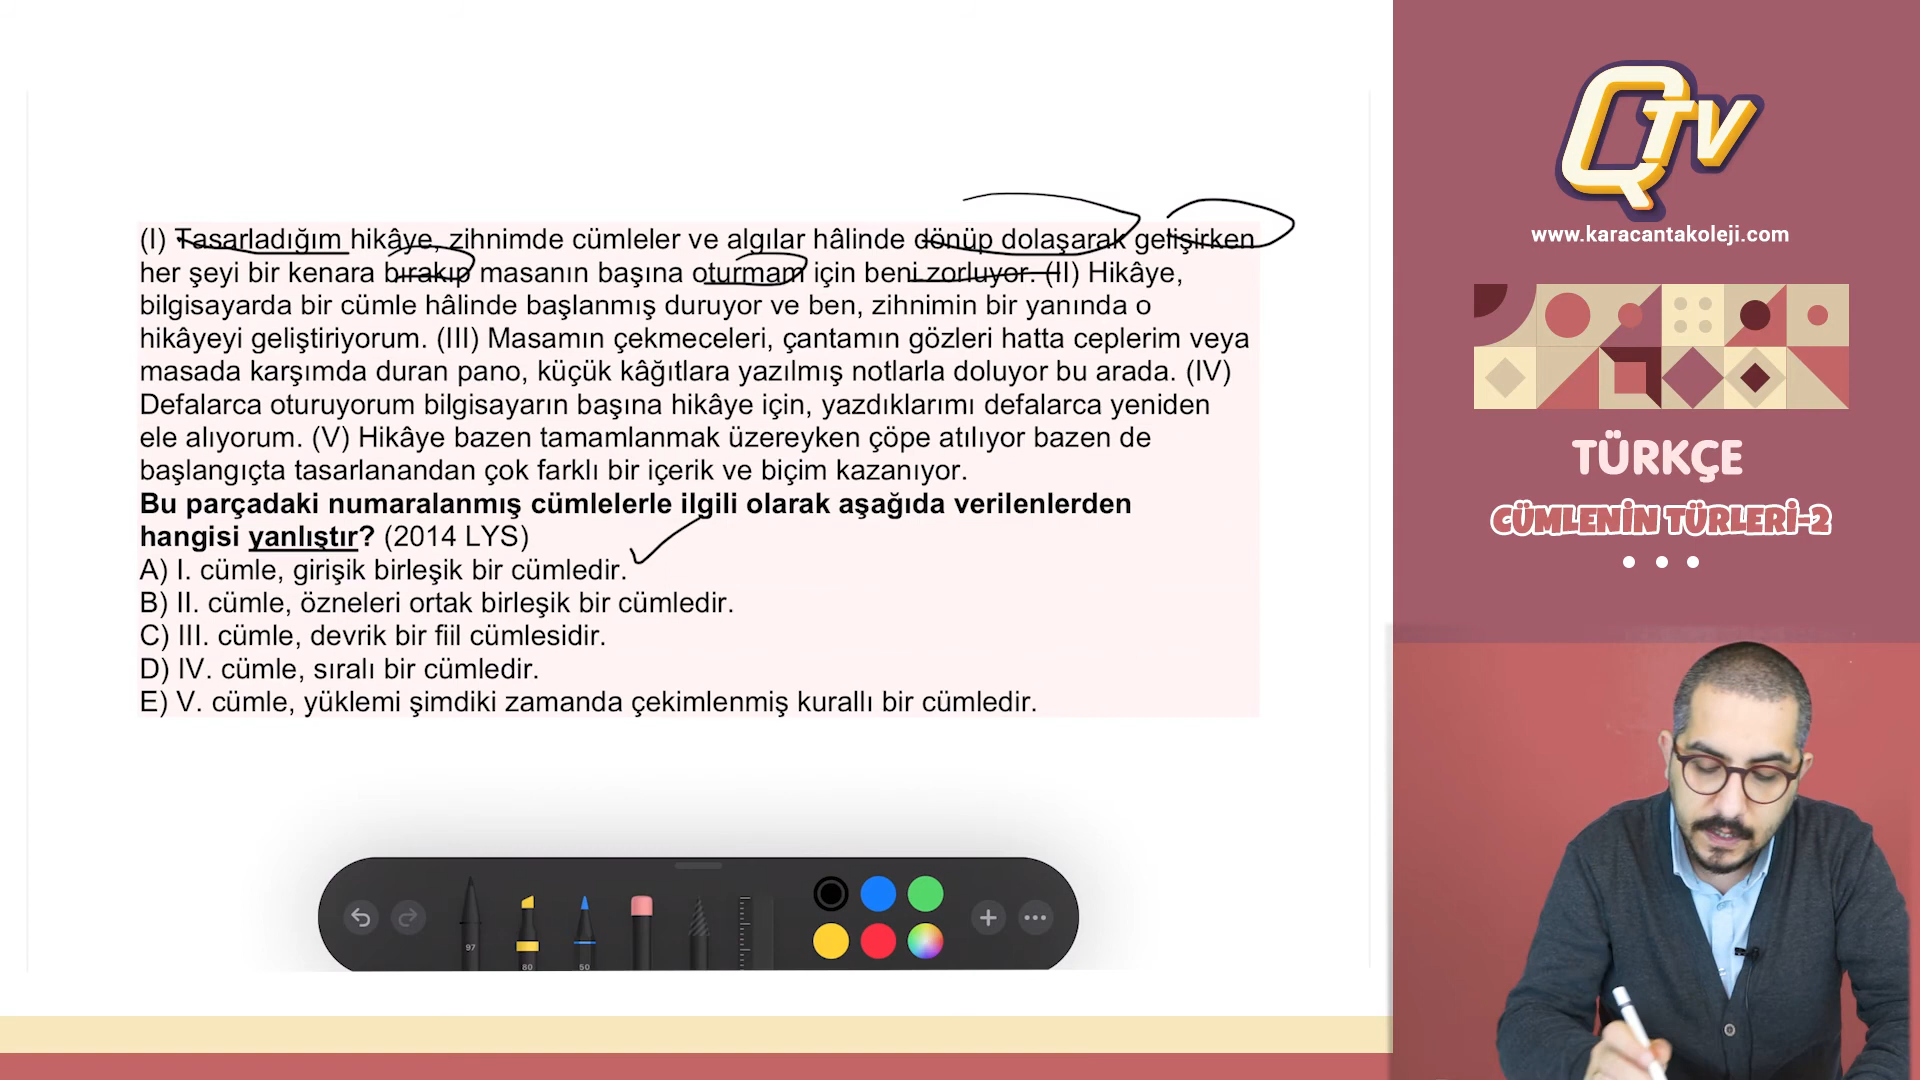 QTV
www.karacantakoleji.com
TÜRKÇE
CÜMLENİN TÜRLERİ-2
(I) Tasarladığım hikâye, zihnimde cümleler ve algılar hâlinde dönüp dolaşarak gelişirken
her şeyi bir kenara bırakıp masanın başına oturmam için beni zorluyor. (II) Hikâye,
bilgisayarda bir cümle hâlinde başlanmış duruyor ve ben, zihnimin bir yanında o
hikâyeyi geliştiriyorum. (III) Masamın çekmeceleri, çantamın gözleri hatta ceplerim veya
masada karşımda duran pano, küçük kâğıtlara yazılmış notlarla doluyor bu arada. (IV)
Defalarca oturuyorum bilgisayarın başına hikâye için, yazdıklarımı defalarca yeniden
ele alıyorum. (V) Hikâye bazen tamamlanmak üzereyken çöpe atılıyor bazen de
başlangıçta tasarlanandan çok farklı bir içerik ve biçim kazanıyor.
Bu parçadaki numaralanmış cümlelerle ilgili olarak aşağıda verilenlerden
hangisi yanlıştır? (2014 LYS)
A) I. cümle, girişik birleşik bir cümledir.
B) II. cümle, özneleri ortak birleşik bir cümledir.
C) III. cümle, devrik bir fiil cümlesidir.
D) IV. cümle, sıralı bir cümledir.
E) V. cümle, yüklemi şimdiki zamanda çekimlenmiş kurallı bir cümledir.
97
80
50